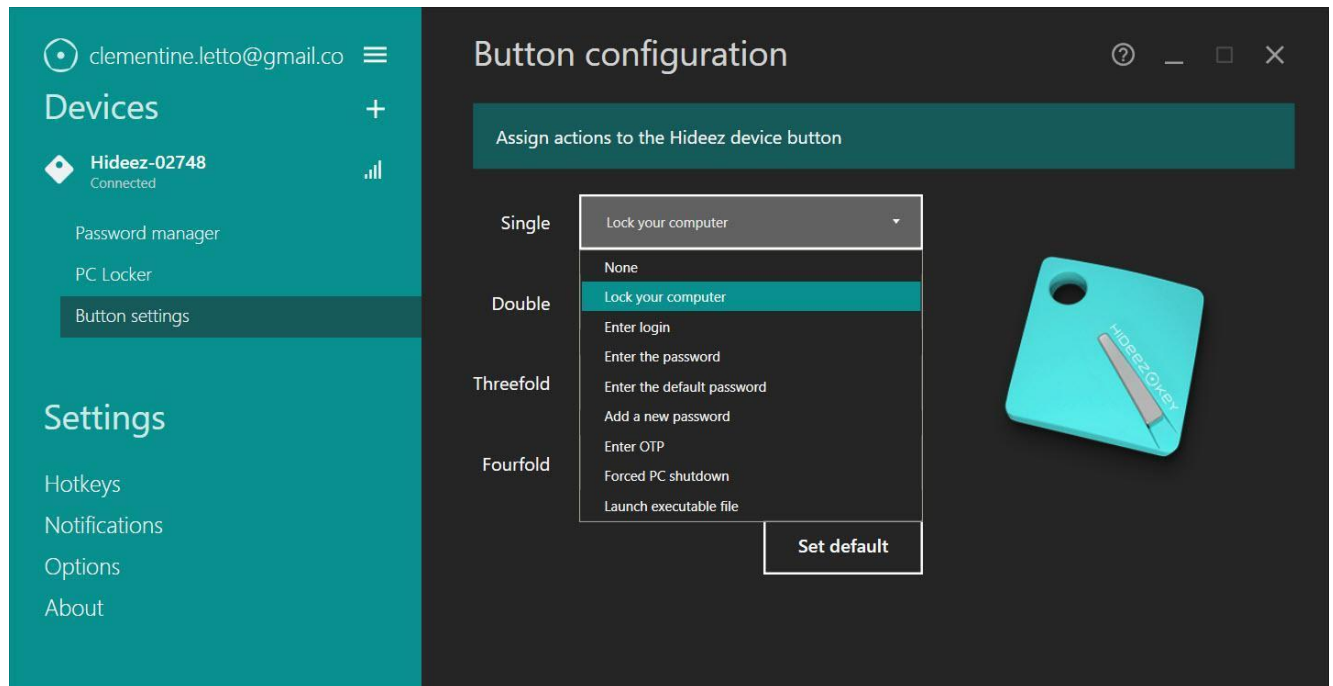 clementine.letto@gmail.co
Devices
+
Hideez-02748
Connected
Password manager
PC Locker
Button settings
Settings
Hotkeys
Notifications
Options
About
Button configuration
?
Assign actions to the Hideez device button
Single
Lock your computer
None
Lock your computer
Double
Enter login
Enter the password
Threefold
Enter the default password
Add a new password
Enter OTP
Fourfold
Forced PC shutdown
Launch executable file
Set default
HIDEEZ KEY